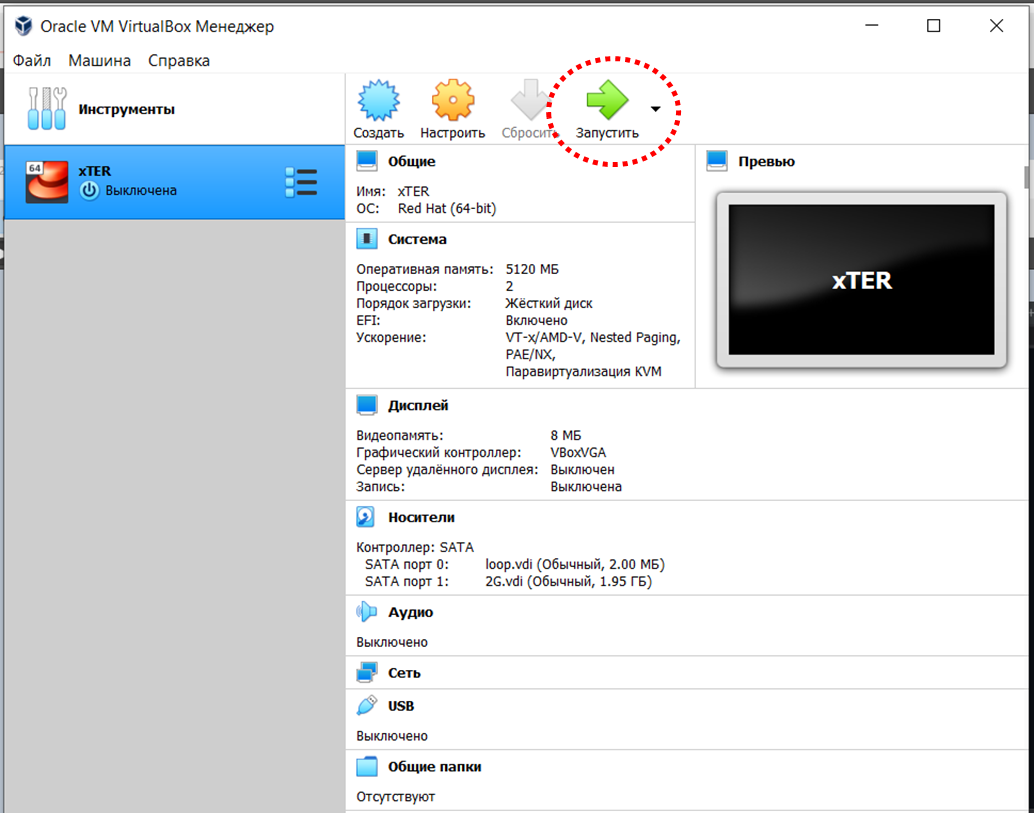 Oracle VM VirtualBox Менеджер
Файл Машина Справка
Инструменты
Создать Настроить Сбросить Запустить
64
xTER
Выключена
Общие
Имя: xTER
ОС: Red Hat (64-bit)
Превью
xTER
Система
Оперативная память: 5120 МБ
Процессоры: 2
Порядок загрузки: Жёсткий диск
EFI: Включено
Ускорение: VT-x/AMD-V, Nested Paging,
PAE/NX,
Паравиртуализация KVM
Дисплей
Видеопамять: 8 МБ
Графический контроллер: VBoxVGA
Сервер удалённого дисплея: Выключен
Запись: Выключена
Носители
Контроллер: SATA
SATA порт 0: loop.vdi (Обычный, 2.00 МБ)
SATA порт 1: 2G.vdi (Обычный, 1.95 ГБ)
Аудио
Выключено
Сеть
USB
Выключено
Общие папки
Отсутствуют